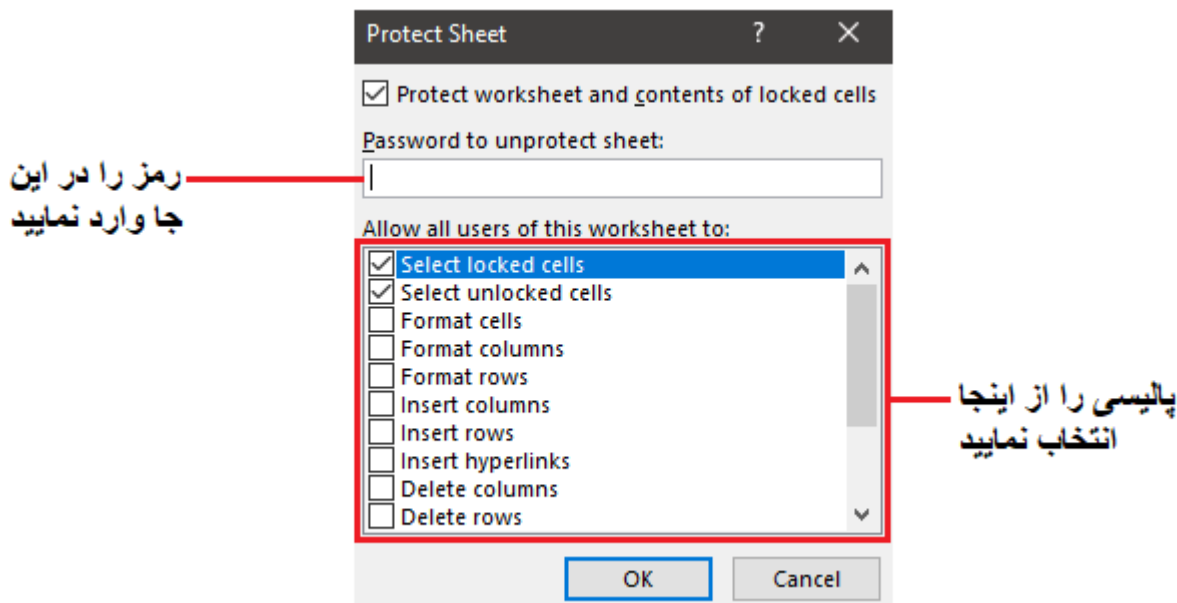 Protect Sheet ?
Protect worksheet and contents of locked cells
Password to unprotect sheet:
رمز را در این
جا وارد نمایید
Allow all users of this worksheet to:
Select locked cells
Select unlocked cells
Format cells
Format columns
Format rows
Insert columns
Insert rows
Insert hyperlinks
Delete columns
Delete rows
پالیسی را از اینجا
انتخاب نمایید
OK Cancel